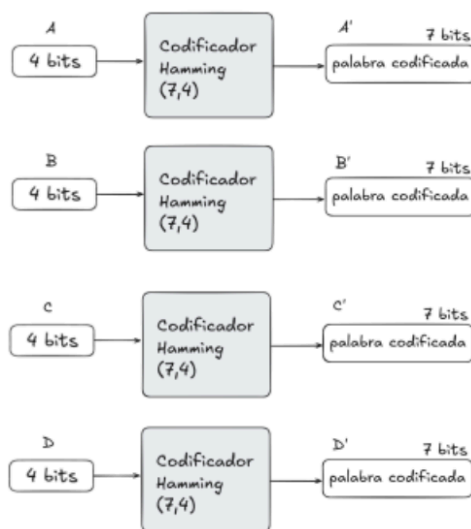 A
4 bits
Codificador
Hamming
(7,4)
A'
7 bits
palabra codificada
B
4 bits
Codificador
Hamming
(7,4)
B'
7 bits
palabra codificada
C
4 bits
Codificador
Hamming
(7,4)
C'
7 bits
palabra codificada
D
4 bits
Codificador
Hamming
(7,4)
D'
7 bits
palabra codificada